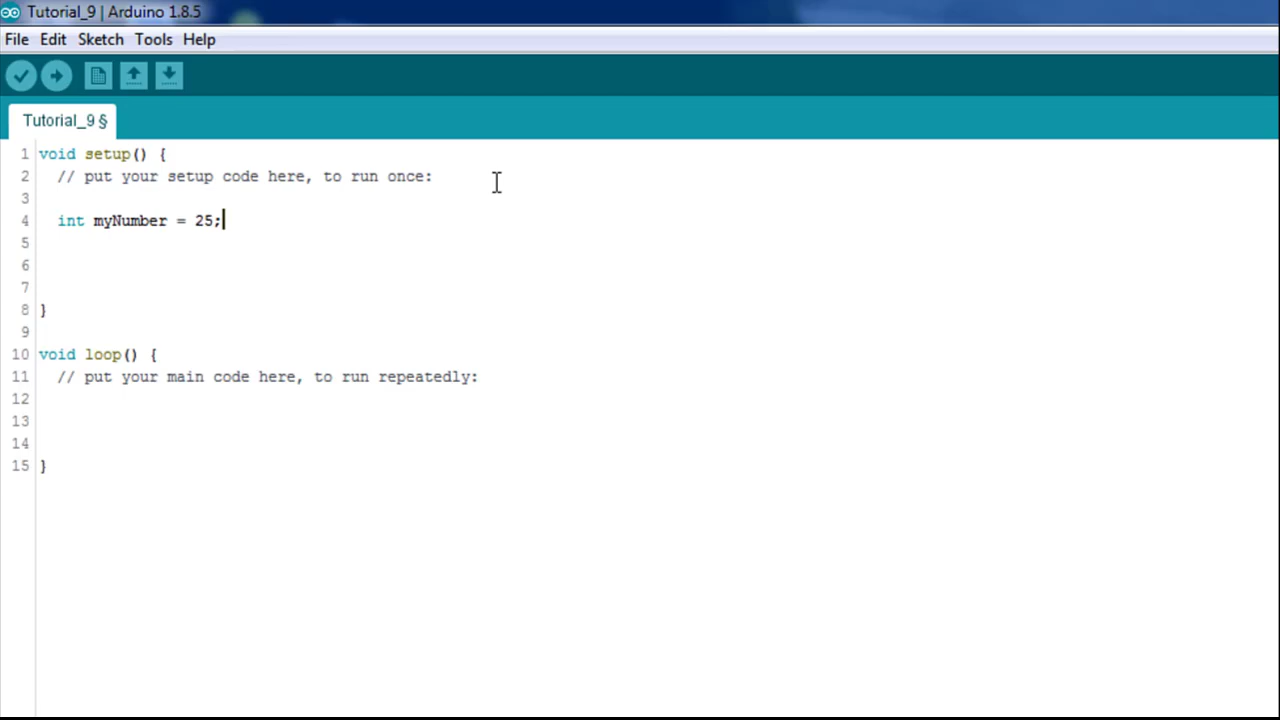 Tutorial_9 | Arduino 1.8.5
File Edit Sketch Tools Help
Tutorial_9 §
1 void setup() {
2 // put your setup code here, to run once:
3
4 int myNumber = 25;
5
6
7
8 }
9
10 void loop() {
11 // put your main code here, to run repeatedly:
12
13
14
15 }